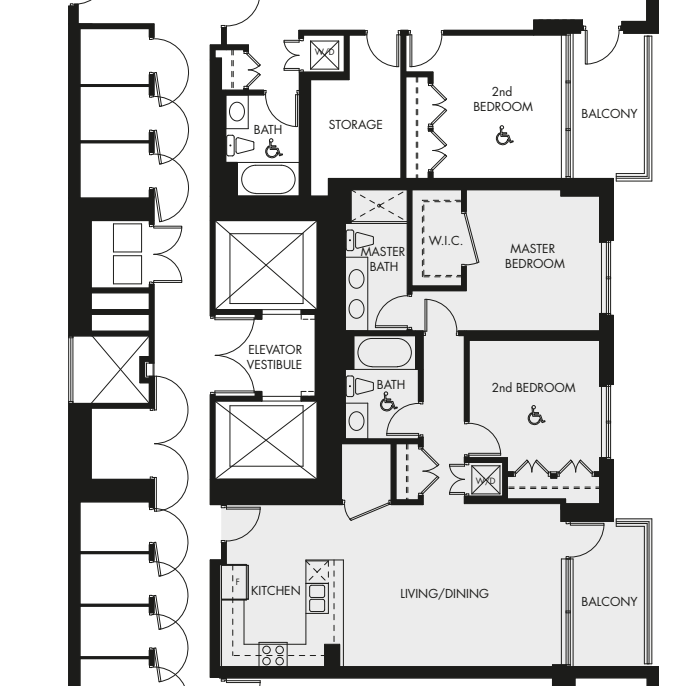 W/D
2nd
BEDROOM
BATH
STORAGE
BALCONY
W.I.C.
MASTER
BATH
MASTER
BEDROOM
ELEVATOR
VESTIBULE
BATH
2nd BEDROOM
W/D
F
KITCHEN
LIVING/DINING
BALCONY